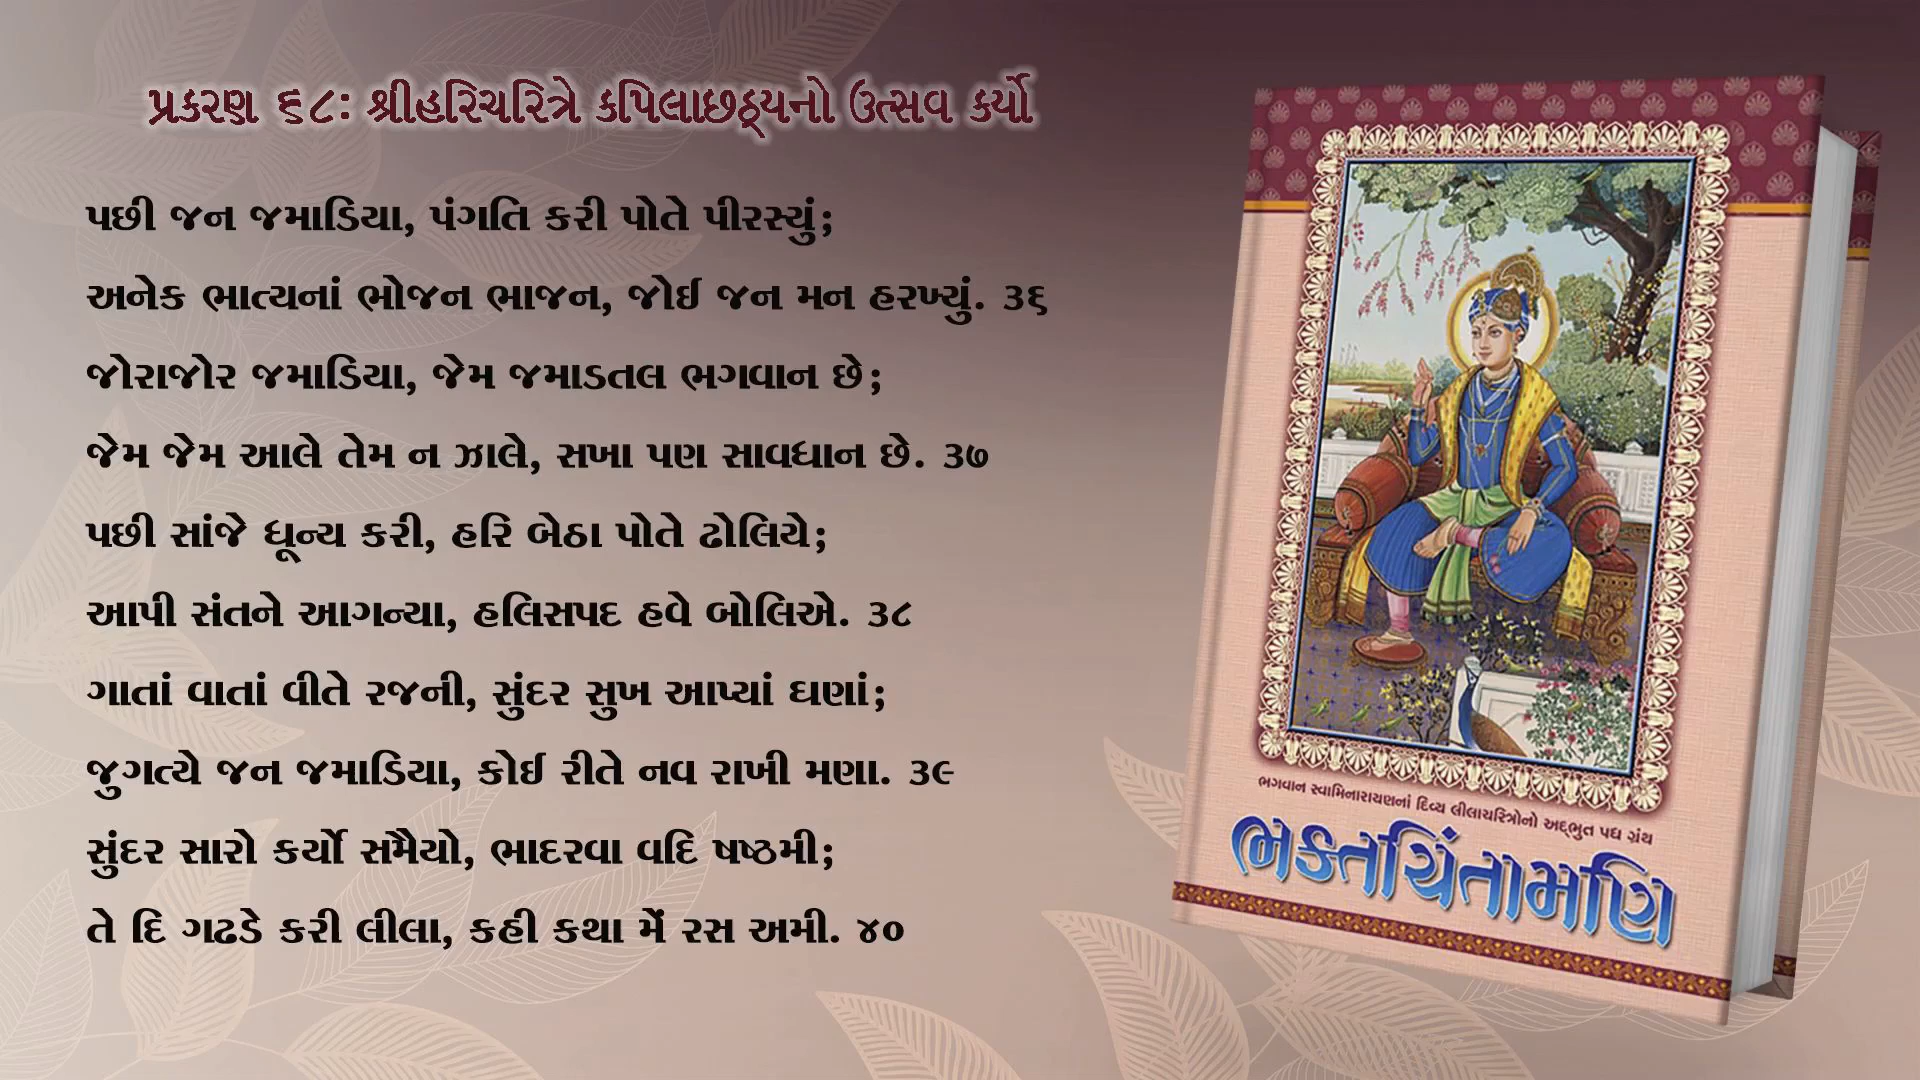 પ્રકરણ ૬૮: શ્રીહરિચરિત્રે કપિલાછઠ્યનો ઉત્સવ કર્યો
પછી જન જમાડિયા, પંગતિ કરી પોતે પીરસ્યું;
અનેક ભાત્યનાં ભોજન ભાજન, જોઈ જન મન હરખ્યું. ૩૬
જોરાજોર જમાડિયા, જેમ જમાડતલ ભગવાન છે;
જેમ જેમ આલે તેમ ન ઝાલે, સખા પણ સાવધાન છે. ૩૭
પછી સાંજે ધૂન્ય કરી, હરિ બેઠા પોતે ઢોલિયે;
આપી સંતને આગન્યા, હલિસપદ હવે બોલિએ. ૩૮
ગાતાં વાતાં વીતે રજની, સુંદર સુખ આપ્યાં ઘણાં;
જુગત્યે જન જમાડિયા, કોઈ રીતે નવ રાખી મણા. ૩૯
સુંદર સારો કર્યો સમૈયો, ભાદરવા વદિ ષષ્ઠમી;
તે દિ ગઢડે કરી લીલા, કહી કથા મેં રસ અમી. ૪૦
ભગવાન સ્વામિનારાયણનાં દિવ્ય લીલાચરિત્રોનો અદ્ભુત પદ્ય ગ્રંથ
ભક્તચિંતામણિ